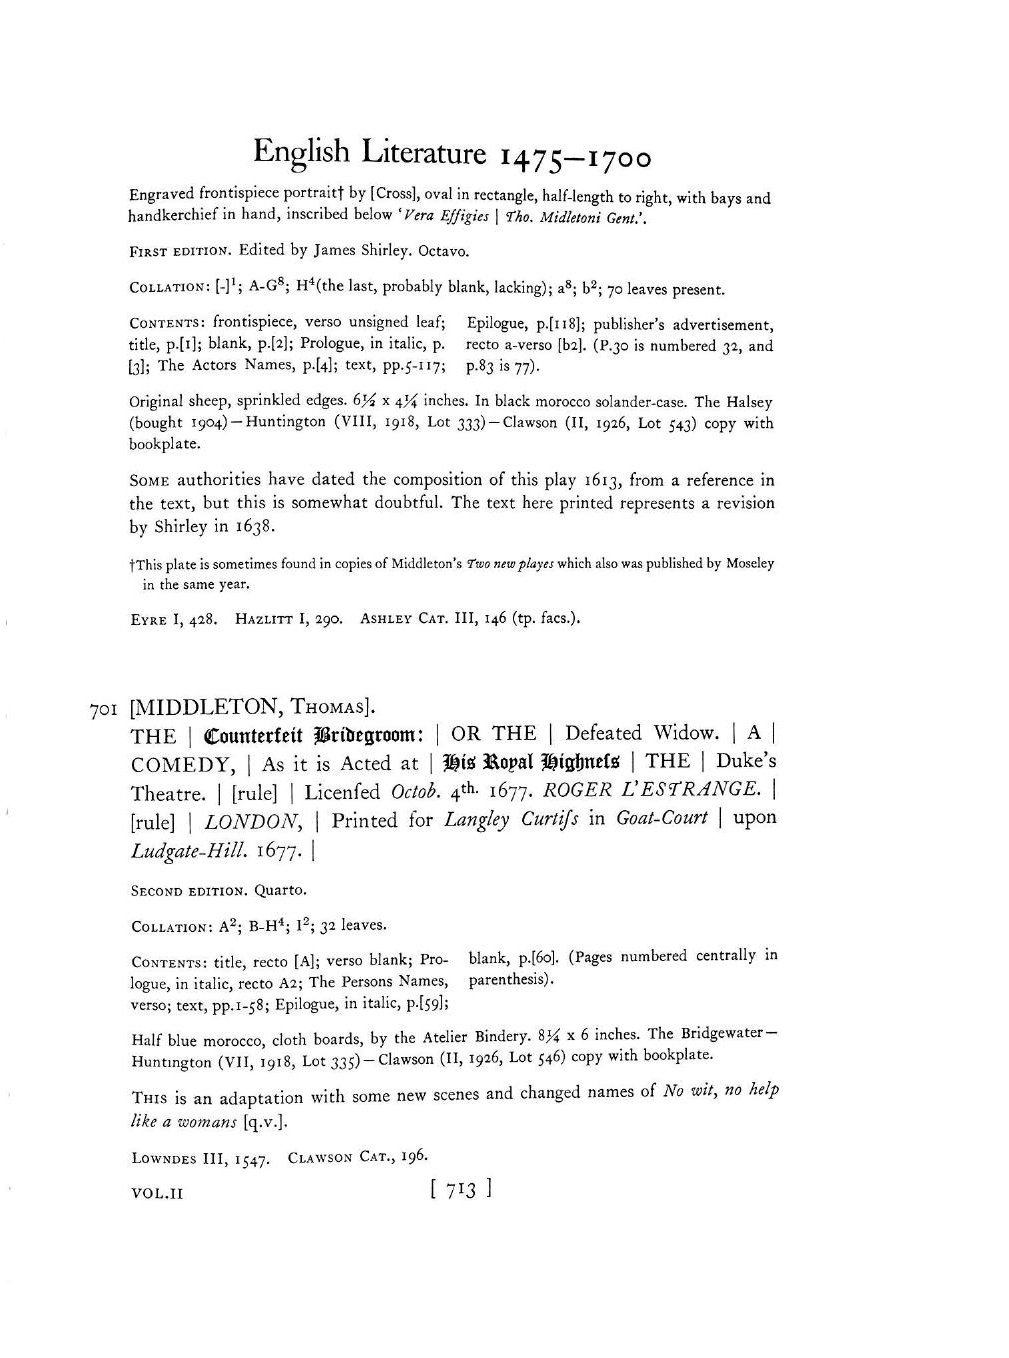 English Literature 1475–1700
Engraved frontispiece portrait† by [Cross], oval in rectangle, half-length to right, with bays and
handkerchief in hand, inscribed below ‘Vera Effigies | Tho. Midletoni Gent.’.
First edition. Edited by James Shirley. Octavo.
Collation: [-]¹; A-G⁸; H⁴(the last, probably blank, lacking); a⁸; b²; 70 leaves present.
Contents: frontispiece, verso unsigned leaf;
title, p.[1]; blank, p.[2]; Prologue, in italic, p.
[3]; The Actors Names, p.[4]; text, pp.5-117;
Epilogue, p.[118]; publisher's advertisement,
recto a-verso [b2]. (P.30 is numbered 32, and
p.83 is 77).
Original sheep, sprinkled edges. 6½ x 4¼ inches. In black morocco solander-case. The Halsey
(bought 1904)—Huntington (VIII, 1918, Lot 333)—Clawson (II, 1926, Lot 543) copy with
bookplate.
Some authorities have dated the composition of this play 1613, from a reference in
the text, but this is somewhat doubtful. The text here printed represents a revision
by Shirley in 1638.
†This plate is sometimes found in copies of Middleton's Two new playes which also was published by Moseley
in the same year.
Eyre I, 428. Hazlitt I, 290. Ashley Cat. III, 146 (tp. facs.).
701 [MIDDLETON, Thomas].
THE | Counterfeit Bridegroom: | OR THE | Defeated Widow. | A |
COMEDY, | As it is Acted at | His Royal Highneſs | THE | Duke's
Theatre. | [rule] | Licenſed Octob. 4th. 1677. ROGER L'ESTRANGE. |
[rule] | LONDON, | Printed for Langley Curtiſs in Goat-Court | upon
Ludgate-Hill. 1677. |
Second edition. Quarto.
Collation: A²; B-H⁴; I²; 32 leaves.
Contents: title, recto [A]; verso blank; Pro-
logue, in italic, recto A2; The Persons Names,
verso; text, pp.1-58; Epilogue, in italic, p.[59];
blank, p.[60]. (Pages numbered centrally in
parenthesis).
Half blue morocco, cloth boards, by the Atelier Bindery. 8¼ x 6 inches. The Bridgewater—
Huntington (VII, 1918, Lot 335)—Clawson (II, 1926, Lot 546) copy with bookplate.
This is an adaptation with some new scenes and changed names of No wit, no help
like a womans [q.v.].
Lowndes III, 1547. Clawson Cat., 196.
VOL.II [ 713 ]